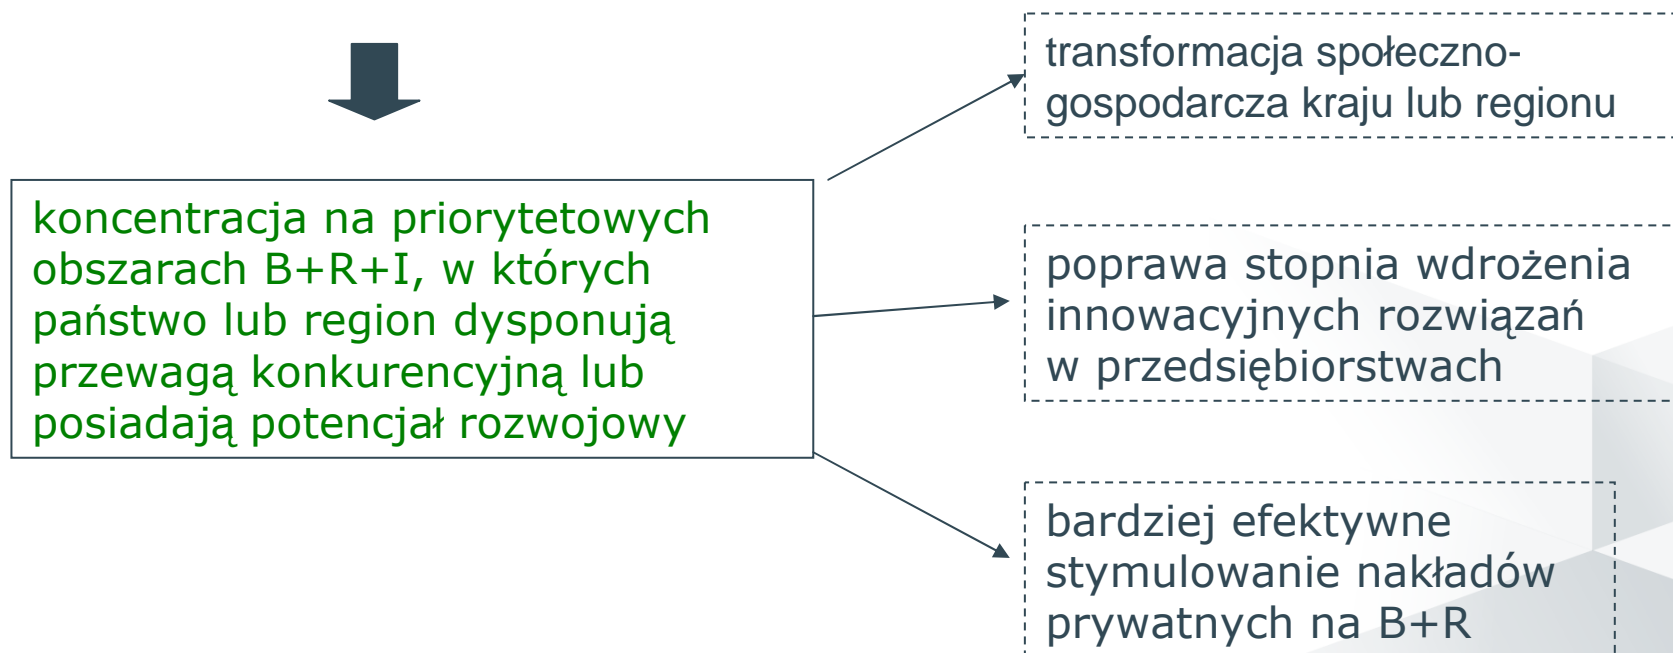 koncentracja na priorytetowych
obszarach B+R+I, w których
państwo lub region dysponują
przewagą konkurencyjną lub
posiadają potencjał rozwojowy
transformacja społeczno-
gospodarcza kraju lub regionu
poprawa stopnia wdrożenia
innowacyjnych rozwiązań
w przedsiębiorstwach
bardziej efektywne
stymulowanie nakładów
prywatnych na B+R